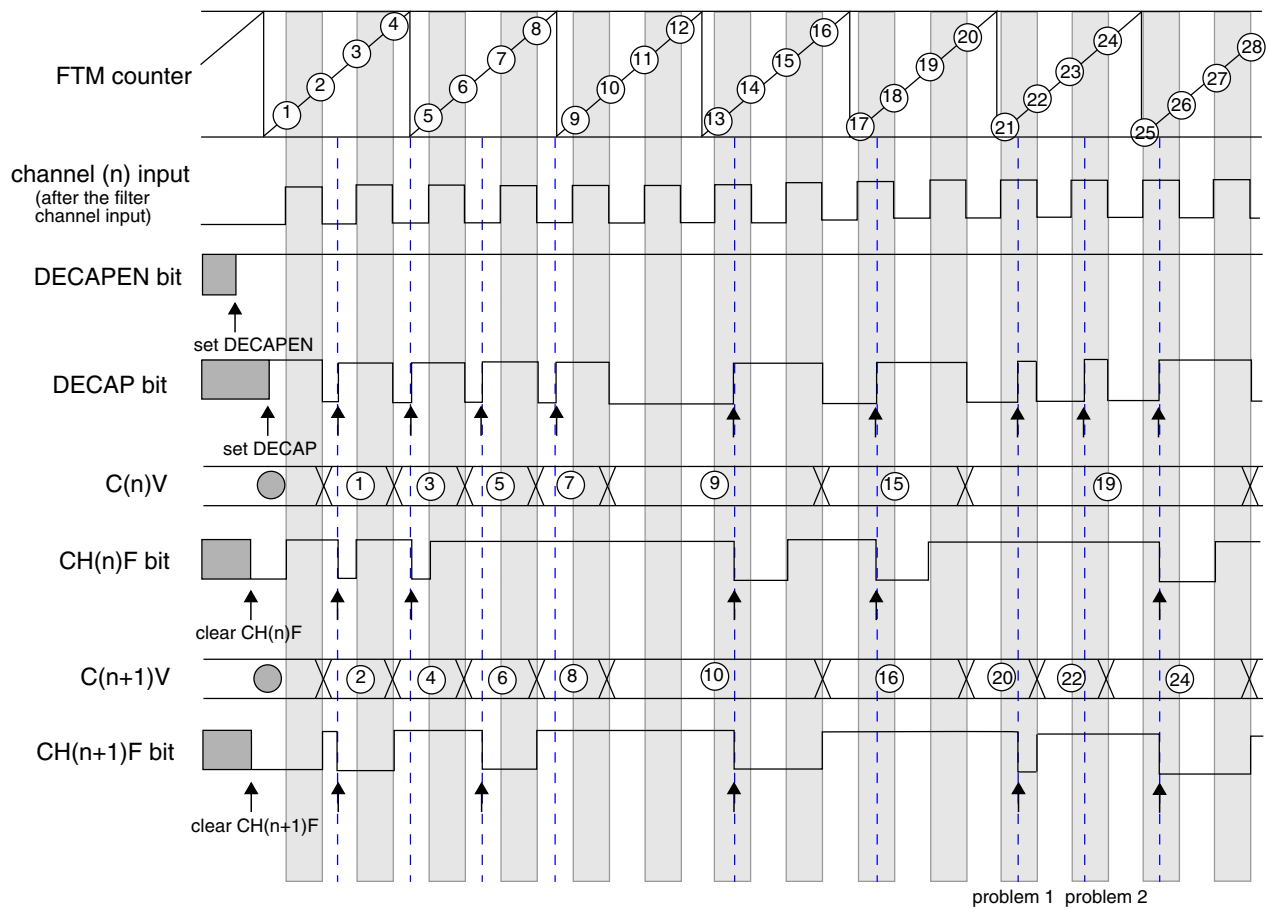 FTM counter
1 2 3 4 5 6 7 8 9 10 11 12 13 14 15 16 17 18 19 20 21 22 23 24 25 26 27 28
channel (n) input
(after the filter
channel input)
DECAPEN bit
set DECAPEN
DECAP bit
set DECAP
C(n)V
1 3 5 7 9 15 19
CH(n)F bit
clear CH(n)F
C(n+1)V
2 4 6 8 10 16 20 22 24
CH(n+1)F bit
clear CH(n+1)F
problem 1 problem 2